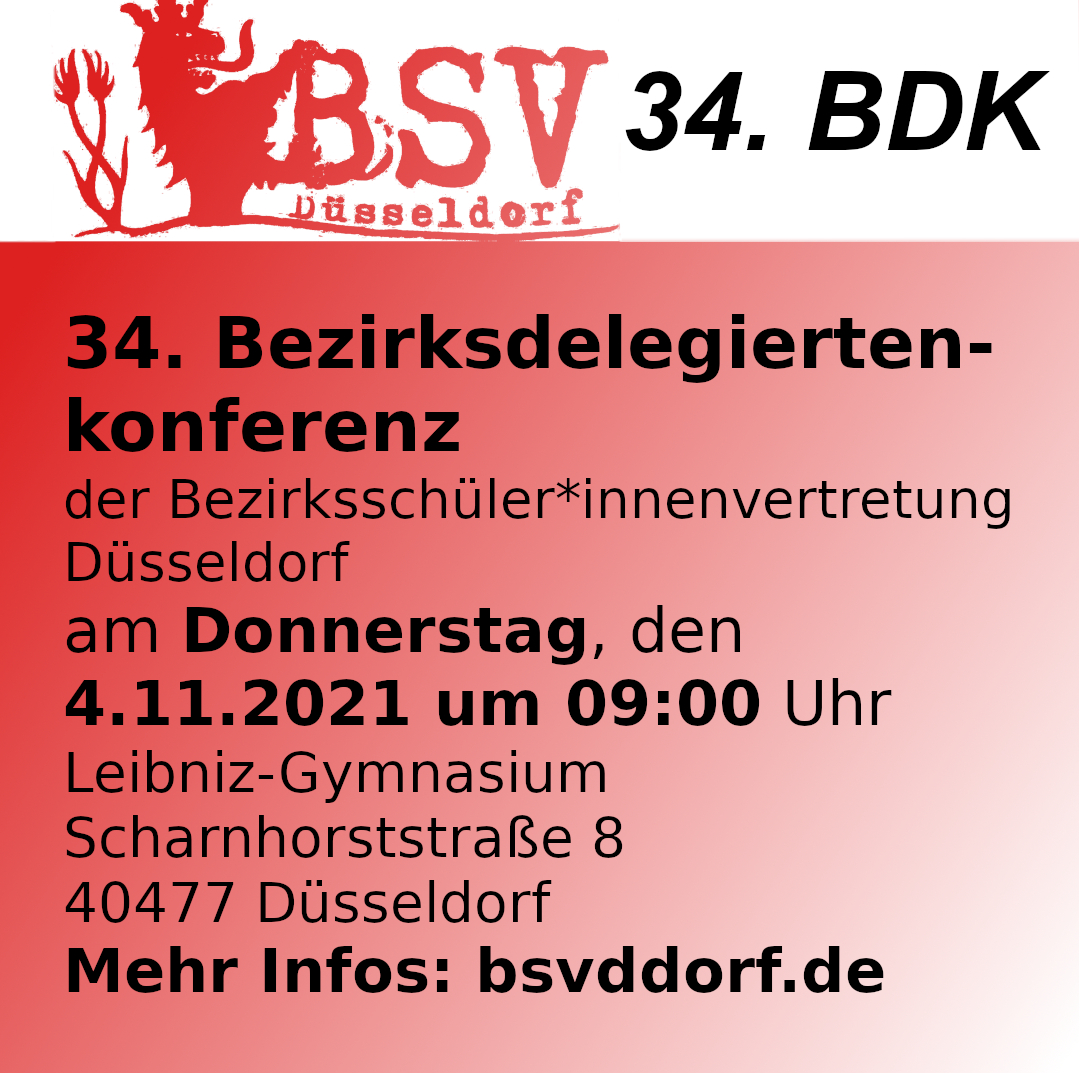 BSV
Düsseldorf
34. BDK
34. Bezirksdelegierten-
konferenz
der Bezirksschüler*innenvertretung
Düsseldorf
am Donnerstag, den
4.11.2021 um 09:00 Uhr
Leibniz-Gymnasium
Scharnhorststraße 8
40477 Düsseldorf
Mehr Infos: bsvddorf.de